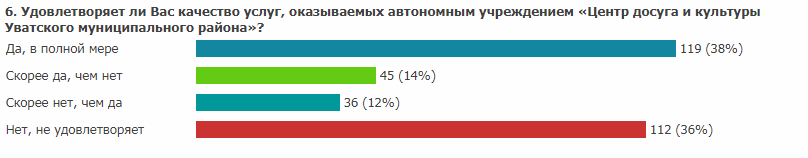 6. Удовлетворяет ли Вас качество услуг, оказываемых автономным учреждением «Центр досуга и культуры
Уватского муниципального района»?
Да, в полной мере 119 (38%)
Скорее да, чем нет 45 (14%)
Скорее нет, чем да 36 (12%)
Нет, не удовлетворяет 112 (36%)